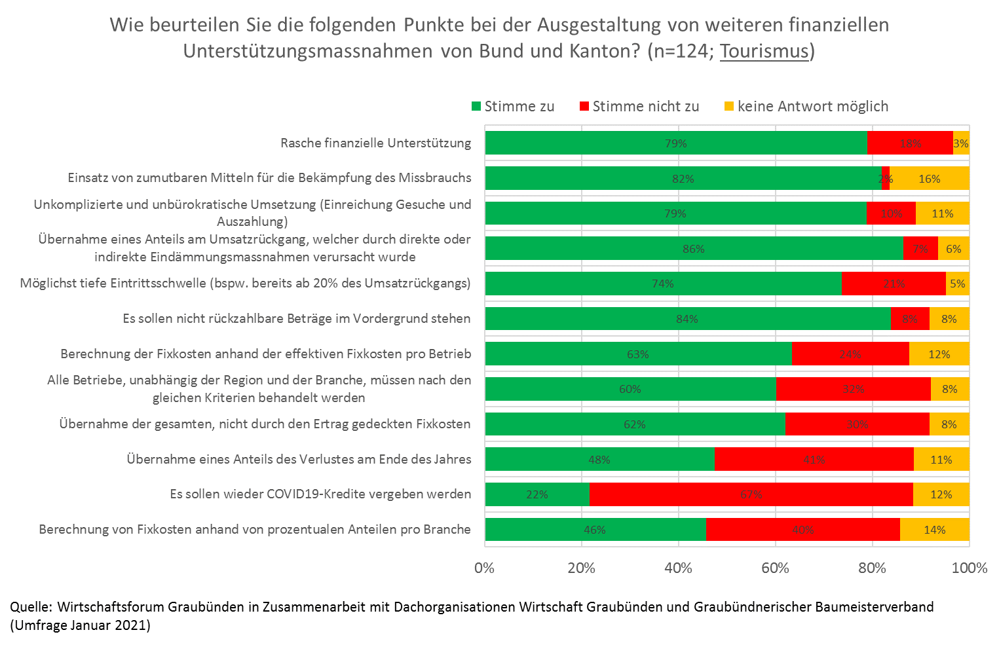 Wie beurteilen Sie die folgenden Punkte bei der Ausgestaltung von weiteren finanziellen
Unterstützungsmassnahmen von Bund und Kanton? (n=124; Tourismus)
Stimme zu Stimme nicht zu keine Antwort möglich
Rasche finanzielle Unterstützung 79% 18% 3%
Einsatz von zumutbaren Mitteln für die Bekämpfung des Missbrauchs 82% 2% 16%
Unkomplizierte und unbürokratische Umsetzung (Einreichung Gesuche und
Auszahlung) 79% 10% 11%
Übernahme eines Anteils am Umsatzrückgang, welcher durch direkte oder
indirekte Eindämmungsmassnahmen verursacht wurde 86% 7% 6%
Möglichst tiefe Eintrittsschwelle (bspw. bereits ab 20% des Umsatzrückgangs) 74% 21% 5%
Es sollen nicht rückzahlbare Beträge im Vordergrund stehen 84% 8% 8%
Berechnung der Fixkosten anhand der effektiven Fixkosten pro Betrieb 63% 24% 12%
Alle Betriebe, unabhängig der Region und der Branche, müssen nach den
gleichen Kriterien behandelt werden 60% 32% 8%
Übernahme der gesamten, nicht durch den Ertrag gedeckten Fixkosten 62% 30% 8%
Übernahme eines Anteils des Verlustes am Ende des Jahres 48% 41% 11%
Es sollen wieder COVID19-Kredite vergeben werden 22% 67% 12%
Berechnung von Fixkosten anhand von prozentualen Anteilen pro Branche 46% 40% 14%
0% 20% 40% 60% 80% 100%
Quelle: Wirtschaftsforum Graubünden in Zusammenarbeit mit Dachorganisationen Wirtschaft Graubünden und Graubündnerischer Baumeisterverband
(Umfrage Januar 2021)